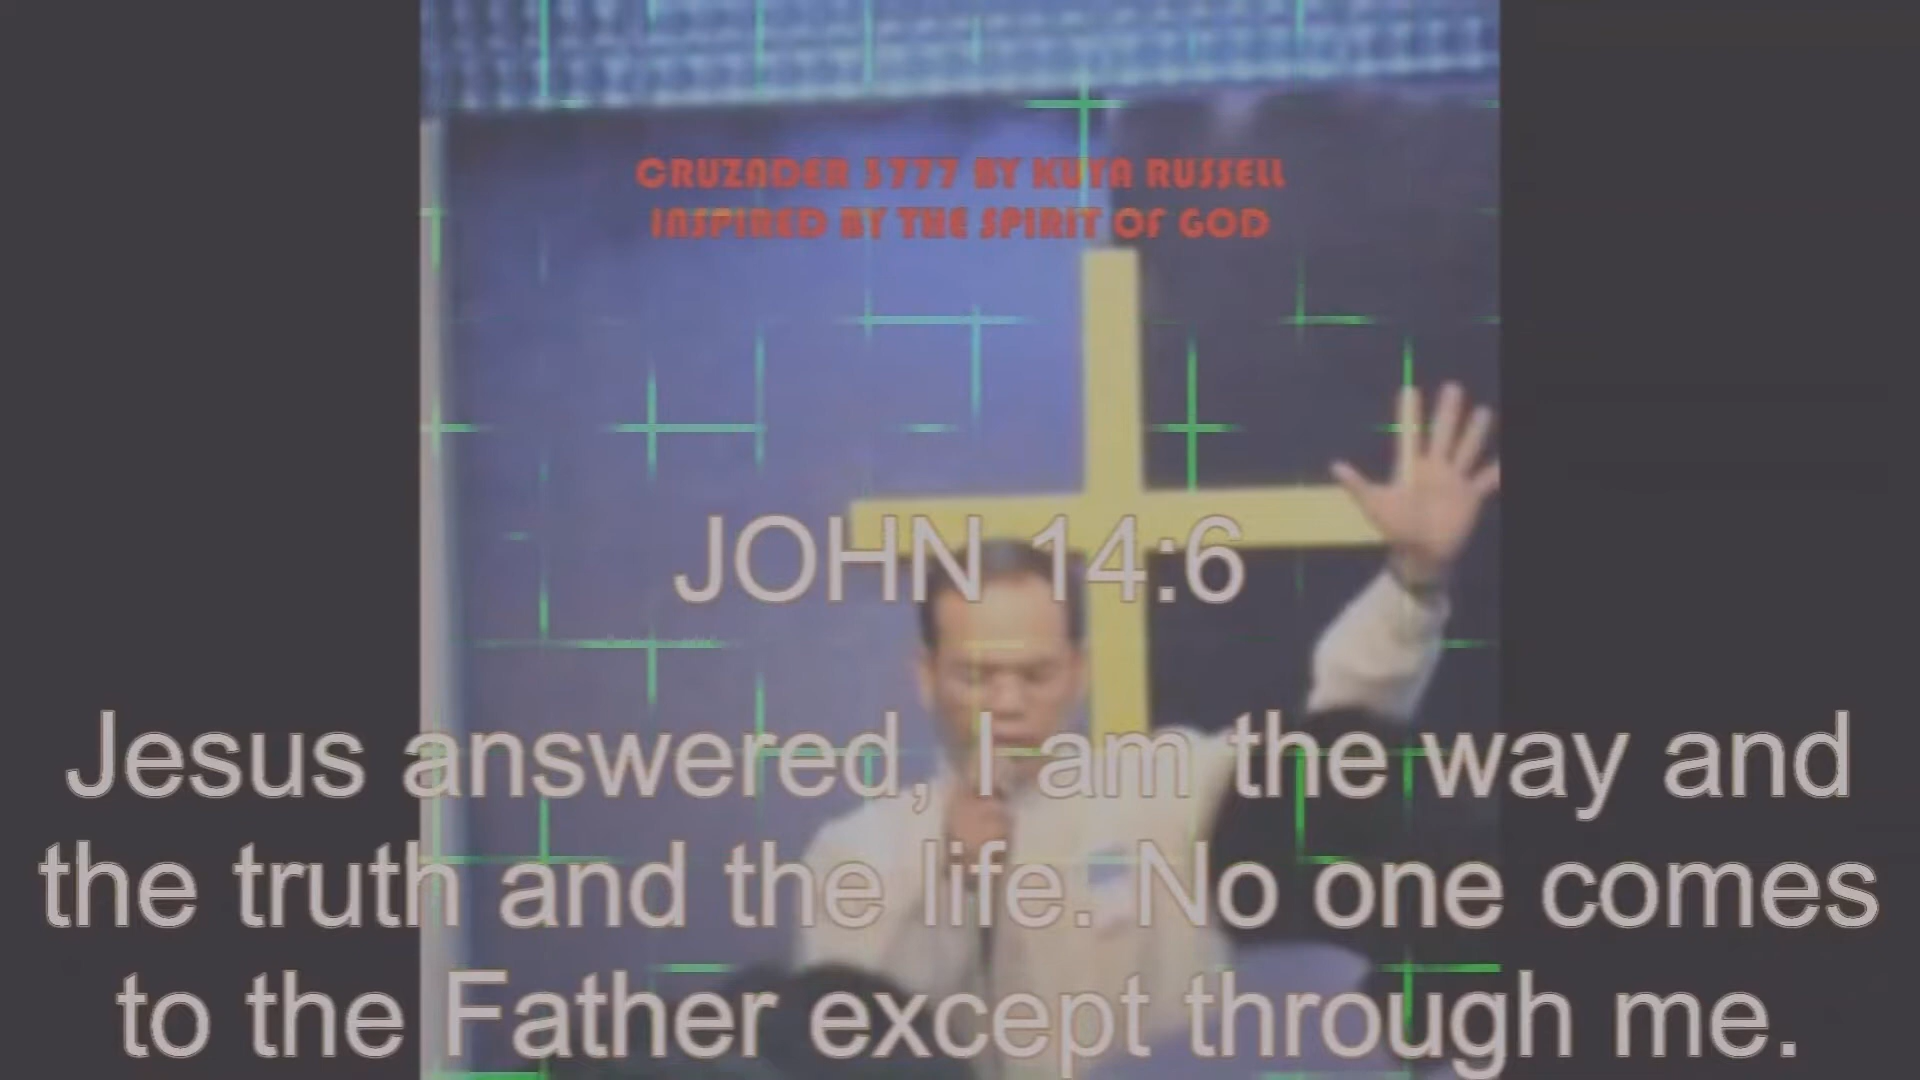 CRUZADER 3777 BY KUYA RUSSELL
INSPIRED BY THE SPIRIT OF GOD
JOHN 14:6
Jesus answered, I am the way and
the truth and the life. No one comes
to the Father except through me.